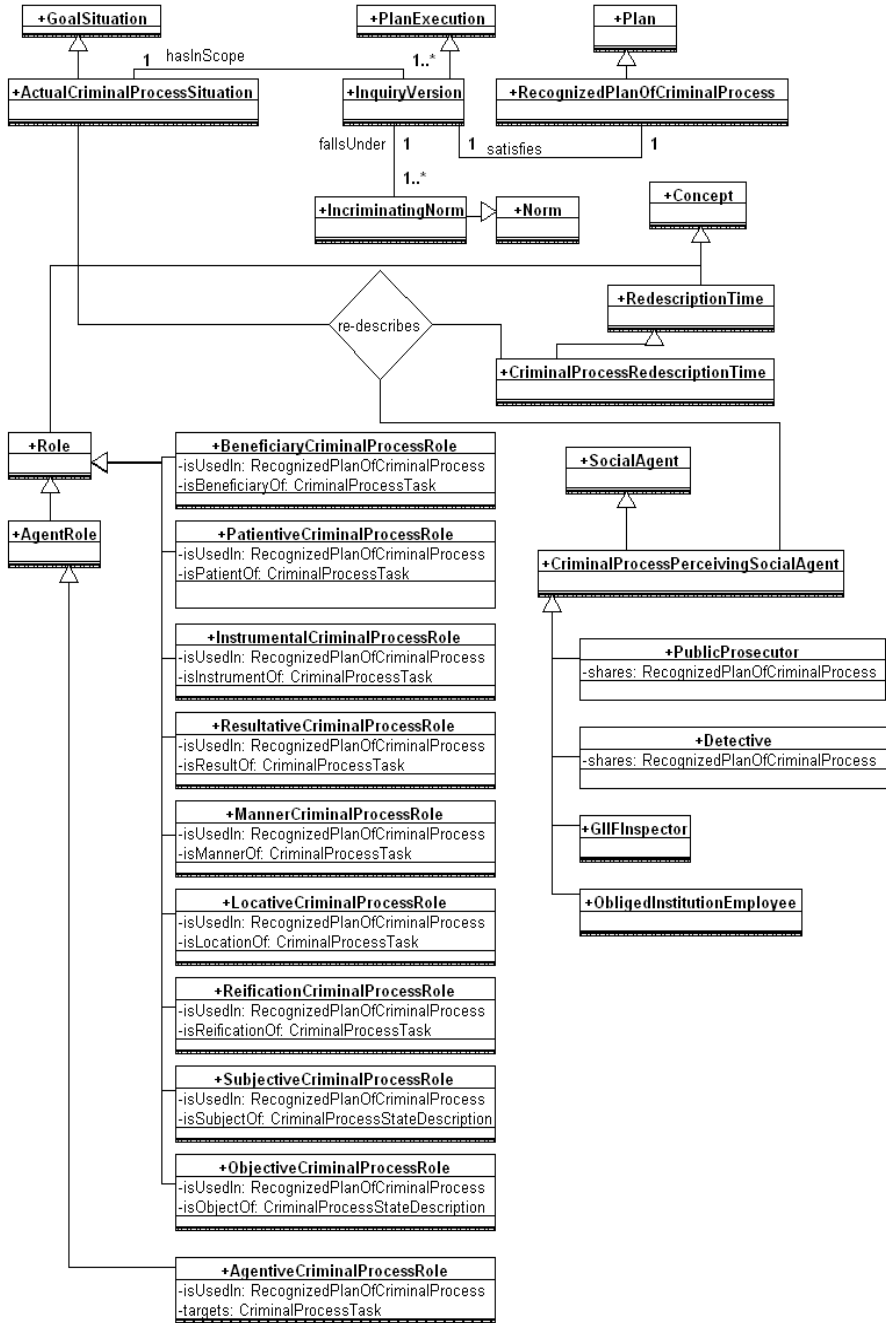 +GoalSituation
+PlanExecution
+Plan
1
hasInScope
1..*
+ActualCriminalProcessSituation
+InquiryVersion
+RecognizedPlanOfCriminalProcess
fallsUnder
1
1
satisfies
1
1..*
+IncriminatingNorm
+Norm
+Concept
+RedescriptionTime
re-describes
+CriminalProcessRedescriptionTime
+Role
+AgentRole
+BeneficiaryCriminalProcessRole
-isUsedIn: RecognizedPlanOfCriminalProcess
-isBeneficiaryOf: CriminalProcessTask
+PatientiveCriminalProcessRole
-isUsedIn: RecognizedPlanOfCriminalProcess
-isPatientOf: CriminalProcessTask
+InstrumentalCriminalProcessRole
-isUsedIn: RecognizedPlanOfCriminalProcess
-isInstrumentOf: CriminalProcessTask
+ResultativeCriminalProcessRole
-isUsedIn: RecognizedPlanOfCriminalProcess
-isResultOf: CriminalProcessTask
+MannerCriminalProcessRole
-isUsedIn: RecognizedPlanOfCriminalProcess
-isMannerOf: CriminalProcessTask
+LocativeCriminalProcessRole
-isUsedIn: RecognizedPlanOfCriminalProcess
-isLocationOf: CriminalProcessTask
+ReificationCriminalProcessRole
-isUsedIn: RecognizedPlanOfCriminalProcess
-isReificationOf: CriminalProcessTask
+SubjectiveCriminalProcessRole
-isUsedIn: RecognizedPlanOfCriminalProcess
-isSubjectOf: CriminalProcessStateDescription
+ObjectiveCriminalProcessRole
-isUsedIn: RecognizedPlanOfCriminalProcess
-isObjectOf: CriminalProcessStateDescription
+AgentiveCriminalProcessRole
-isUsedIn: RecognizedPlanOfCriminalProcess
-targets: CriminalProcessTask
+SocialAgent
+CriminalProcessPerceivingSocialAgent
+PublicProsecutor
-shares: RecognizedPlanOfCriminalProcess
+Detective
-shares: RecognizedPlanOfCriminalProcess
+GIIFInspector
+ObligedInstitutionEmployee